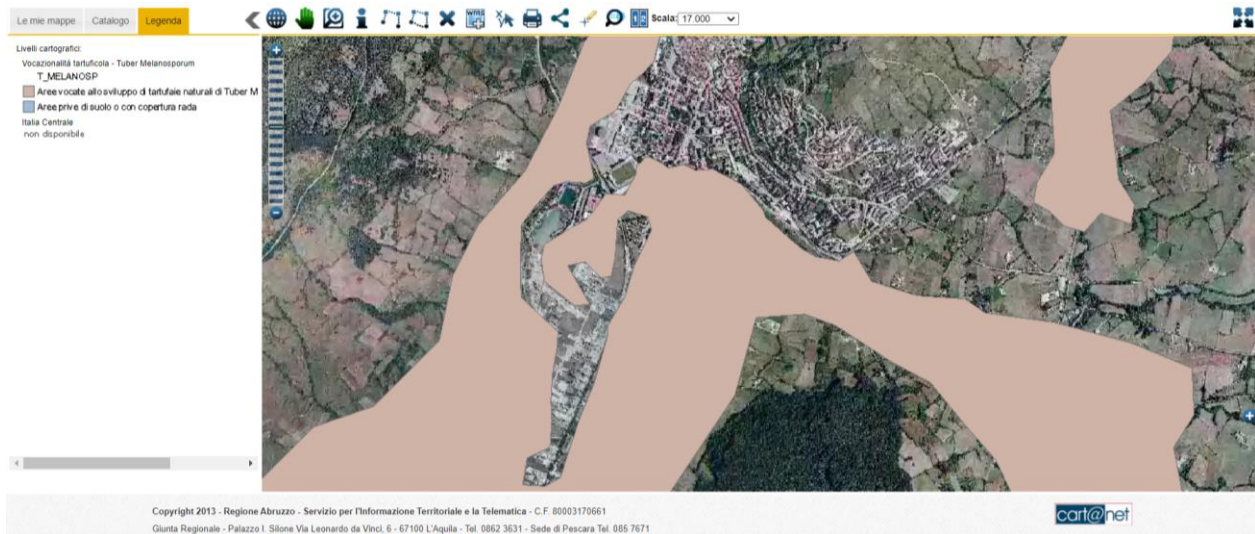 Le mie mappe Catalogo Legenda
Scala: 17.000
Livelli cartografici:
Vocazionalità tartuficola - Tuber Melanosporum
T_MELANOSP
Aree vocate allo sviluppo di tartufaie naturali di Tuber M
Aree prive di suolo o con copertura rada
Italia Centrale
non disponibile
Copyright 2013 - Regione Abruzzo - Servizio per l'Informazione Territoriale e la Telematica - C.F. 80003170661
Giunta Regionale - Palazzo I. Silone Via Leonardo da Vinci, 6 - 67100 L'Aquila - Tel. 0862 3631 - Sede di Pescara Tel. 085 7671
cart@net